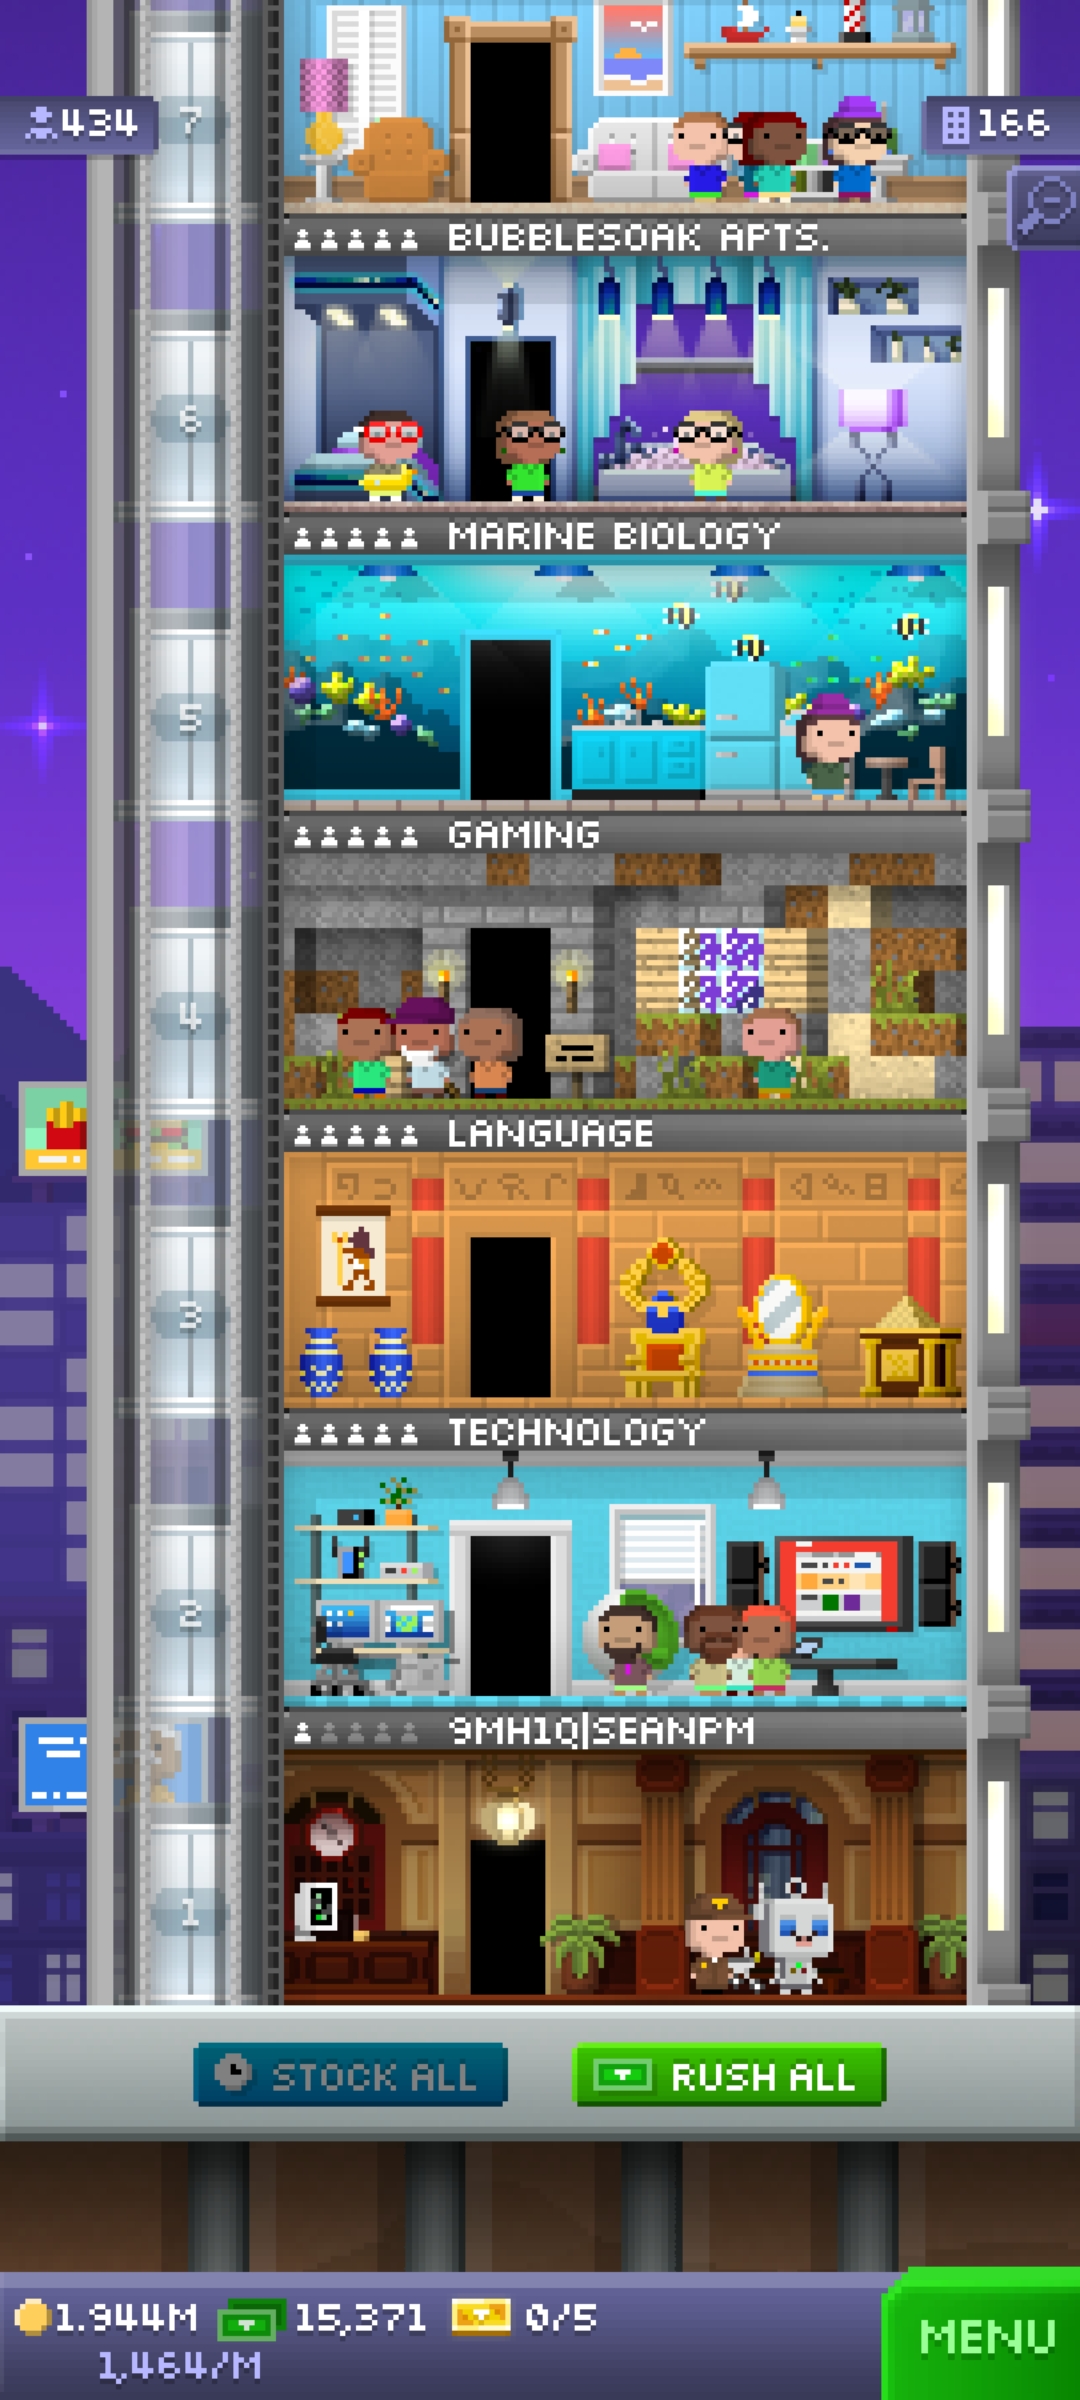 7
434
166
BUBBLESOAK APTS.
6
MARINE BIOLOGY
5
GAMING
4
LANGUAGE
3
TECHNOLOGY
2
9MH1Q|SEANPM
1
STOCK ALL
RUSH ALL
1.944M
15,371
0/5
1,464/M
MENU